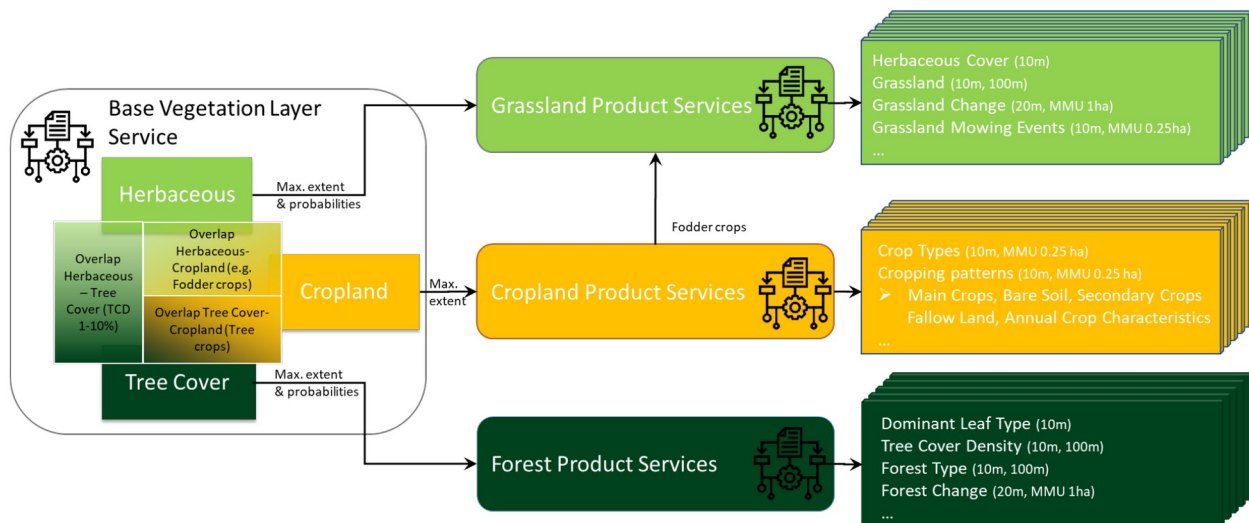 Base Vegetation Layer
Service
Herbaceous
Overlap
Herbaceous
– Tree
Cover (TCD
1-10%)
Overlap
Herbaceous-
Cropland (e.g.
Fodder crops)
Overlap Tree Cover-
Cropland (Tree
crops)
Cropland
Tree Cover
Max. extent
& probabilities
Max.
extent
Max. extent
& probabilities
Grassland Product Services
Fodder crops
Cropland Product Services
Forest Product Services
Herbaceous Cover (10m)
Grassland (10m, 100m)
Grassland Change (20m, MMU 1ha)
Grassland Mowing Events (10m, MMU 0.25ha)
...
Crop Types (10m, MMU 0.25 ha)
Cropping patterns (10m, MMU 0.25 ha)
➢ Main Crops, Bare Soil, Secondary Crops
Fallow Land, Annual Crop Characteristics
...
Dominant Leaf Type (10m)
Tree Cover Density (10m, 100m)
Forest Type (10m, 100m)
Forest Change (20m, MMU 1ha)
...